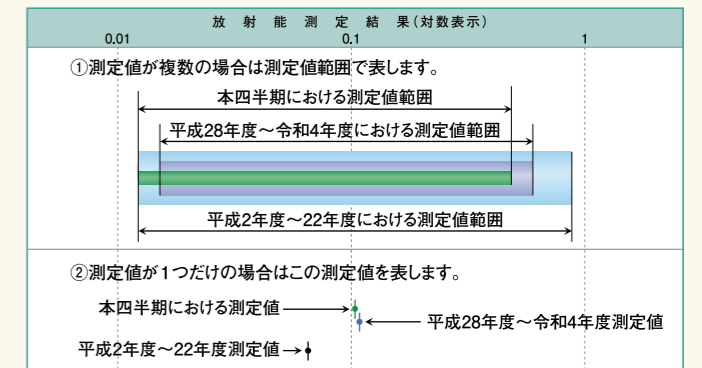 放射能測定結果(対数表示)
0.01 0.1 1
①測定値が複数の場合は測定値範囲で表します。
本四半期における測定値範囲
平成28年度～令和4年度における測定値範囲
平成2年度～22年度における測定値範囲
②測定値が1つだけの場合はこの測定値を表します。
本四半期における測定値
平成28年度～令和4年度測定値
平成2年度～22年度測定値